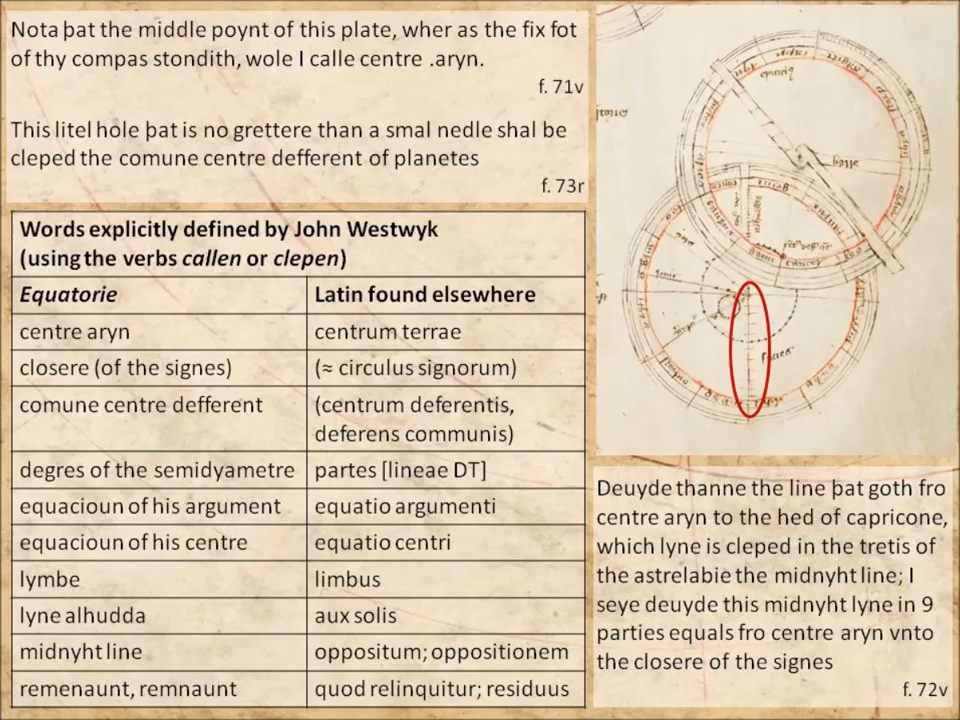 Nota þat the middle poynt of this plate, wher as the fix fot
of thy compas stondith, wole I calle centre .aryn.
f. 71v
This litel hole þat is no grettere than a smal nedle shal be
cleped the comune centre defferent of planetes
f. 73r
Words explicitly defined by John Westwyk
(using the verbs callen or clepen)
Equatorie Latin found elsewhere
centre aryn centrum terrae
closere (of the signes) (≈ circulus signorum)
comune centre defferent (centrum deferentis,
deferens communis)
degres of the semidyametre partes [lineae DT]
equacioun of his argument equatio argumenti
equacioun of his centre equatio centri
lymbe limbus
lyne alhudda aux solis
midnyht line oppositum; oppositionem
remenaunt, remnaunt quod relinquitur; residuus
Deuyde thanne the line þat goth fro
centre aryn to the hed of capricone,
which lyne is cleped in the tretis of
the astrelabie the midnyht line; I
seye deuyde this midnyht lyne in 9
parties equals fro centre aryn vnto
the closere of the signes
f. 72v